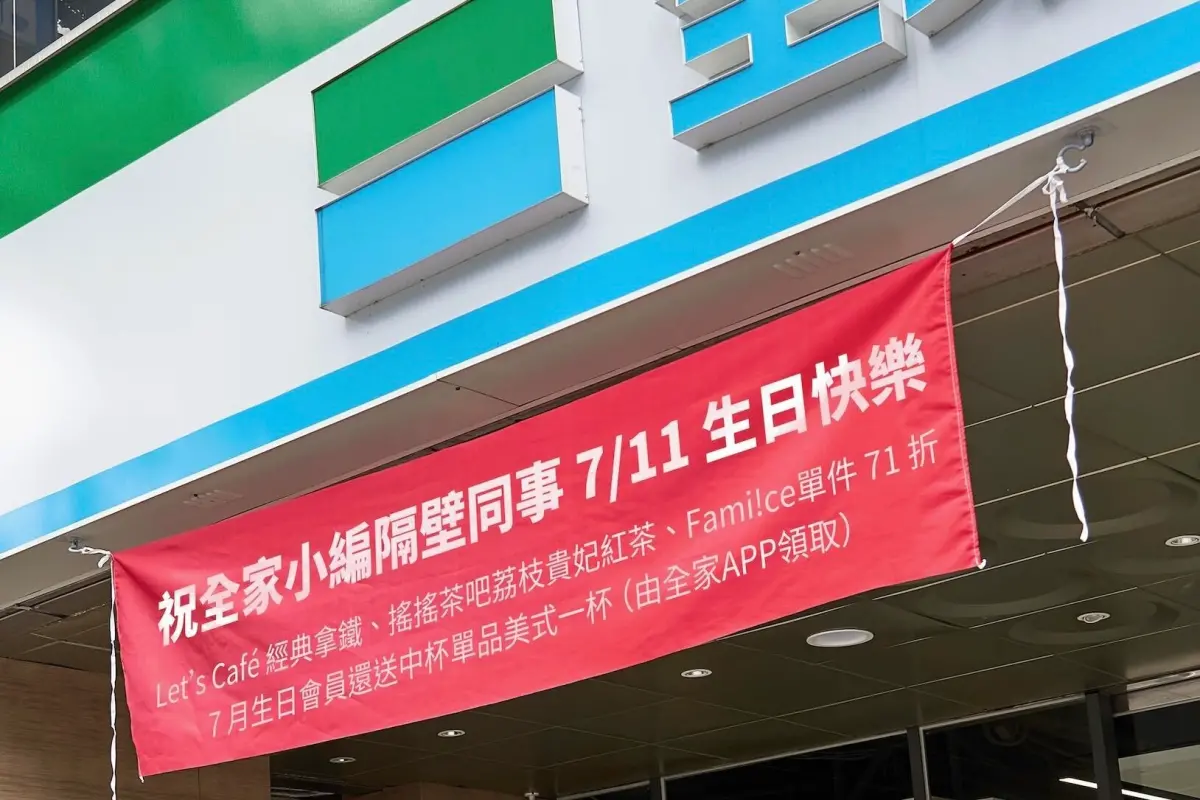 祝全家小編隔壁同事 7/11 生日快樂
Let's Café 經典拿鐵、搖搖茶吧荔枝貴妃紅茶、Fami!ce單件 71 折
7 月生日會員還送中杯單品美式一杯（由全家APP領取）